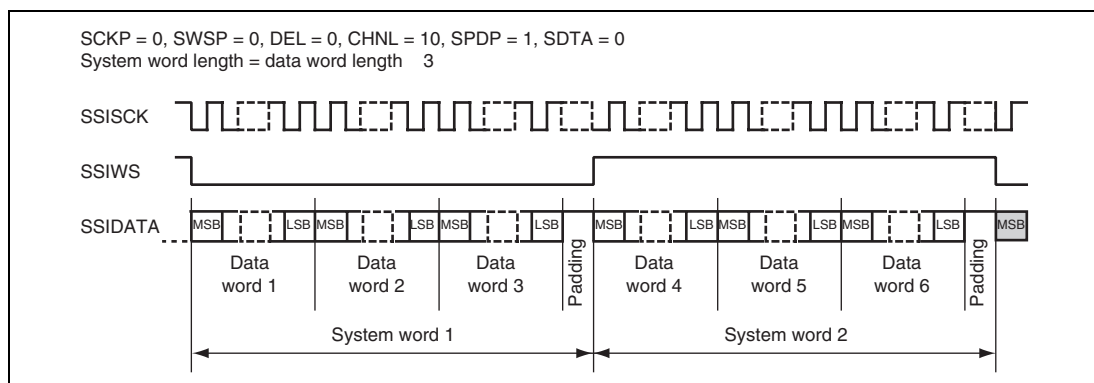 SCKP = 0, SWSP = 0, DEL = 0, CHNL = 10, SPDP = 1, SDTA = 0
System word length = data word length 3
SSISCK
SSIWS
SSIDATA
MSB LSB MSB LSB MSB LSB MSB LSB MSB LSB MSB LSB MSB
Data word 1
Data word 2
Data word 3
Padding
Data word 4
Data word 5
Data word 6
Padding
System word 1
System word 2